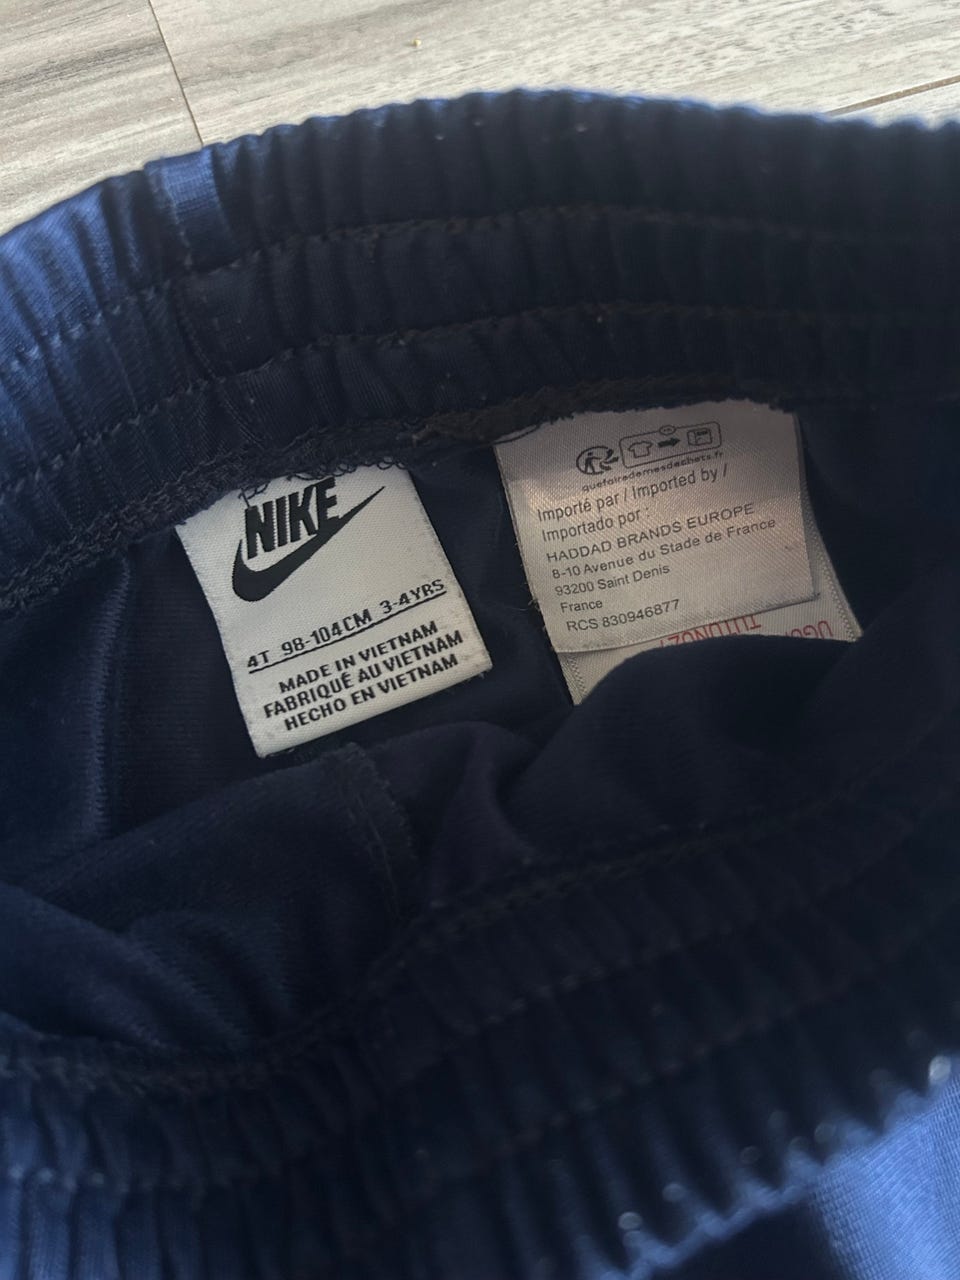 NIKE
4T 98-104CM 3-4YRS
MADE IN VIETNAM
FABRIQUÉ AU VIETNAM
HECHO EN VIETNAM
quefairedemesdechets.fr
Importé par / Imported by /
Importado por :
HADDAD BRANDS EUROPE
8-10 Avenue du Stade de France
93200 Saint Denis
France
RCS 830946877